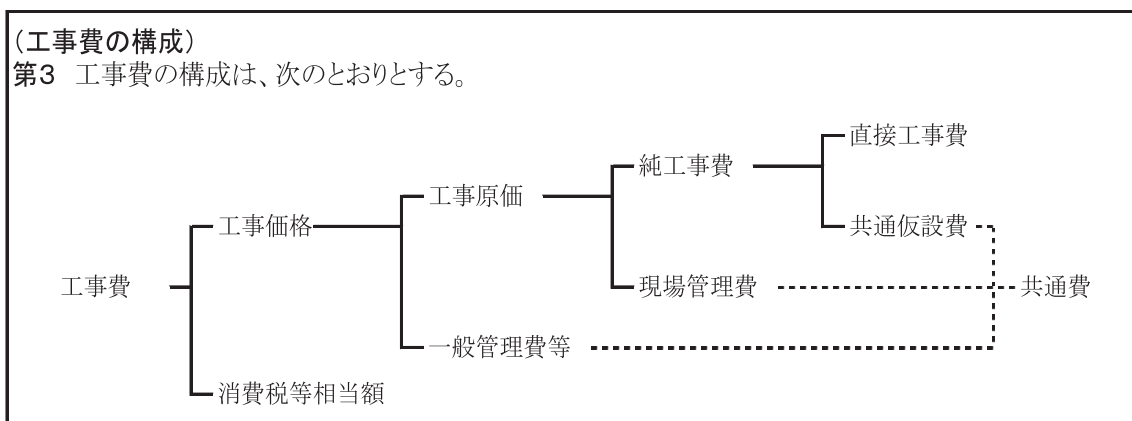 (工事費の構成)
第3 工事費の構成は、次のとおりとする。
直接工事費
純工事費
工事原価
工事価格
共通仮設費
工事費
現場管理費
共通費
一般管理費等
消費税等相当額